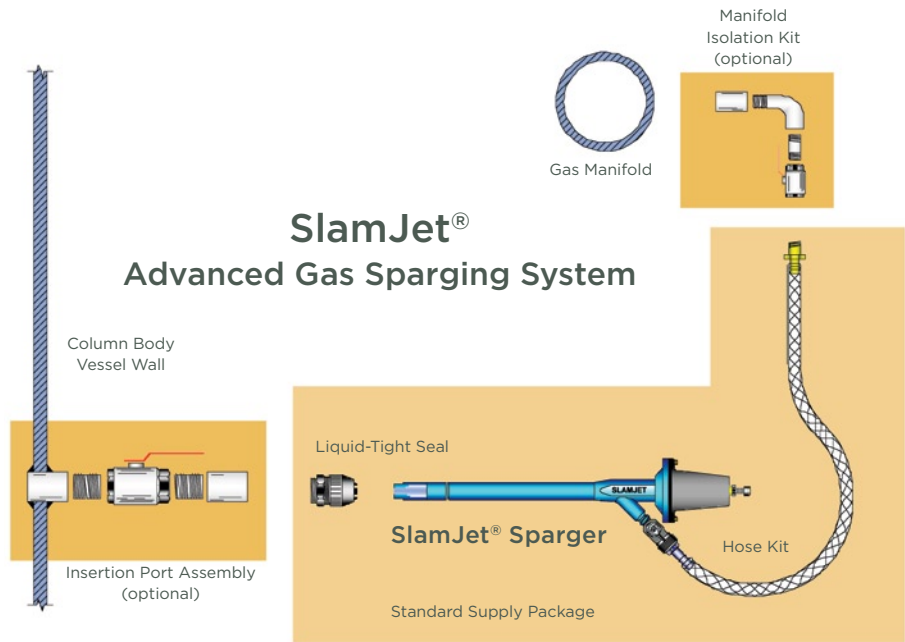 Manifold
Isolation Kit
(optional)
Gas Manifold
SlamJet®
Advanced Gas Sparging System
Column Body
Vessel Wall
Liquid-Tight Seal
SLAMJET
SlamJet® Sparger
Hose Kit
Insertion Port Assembly
(optional)
Standard Supply Package